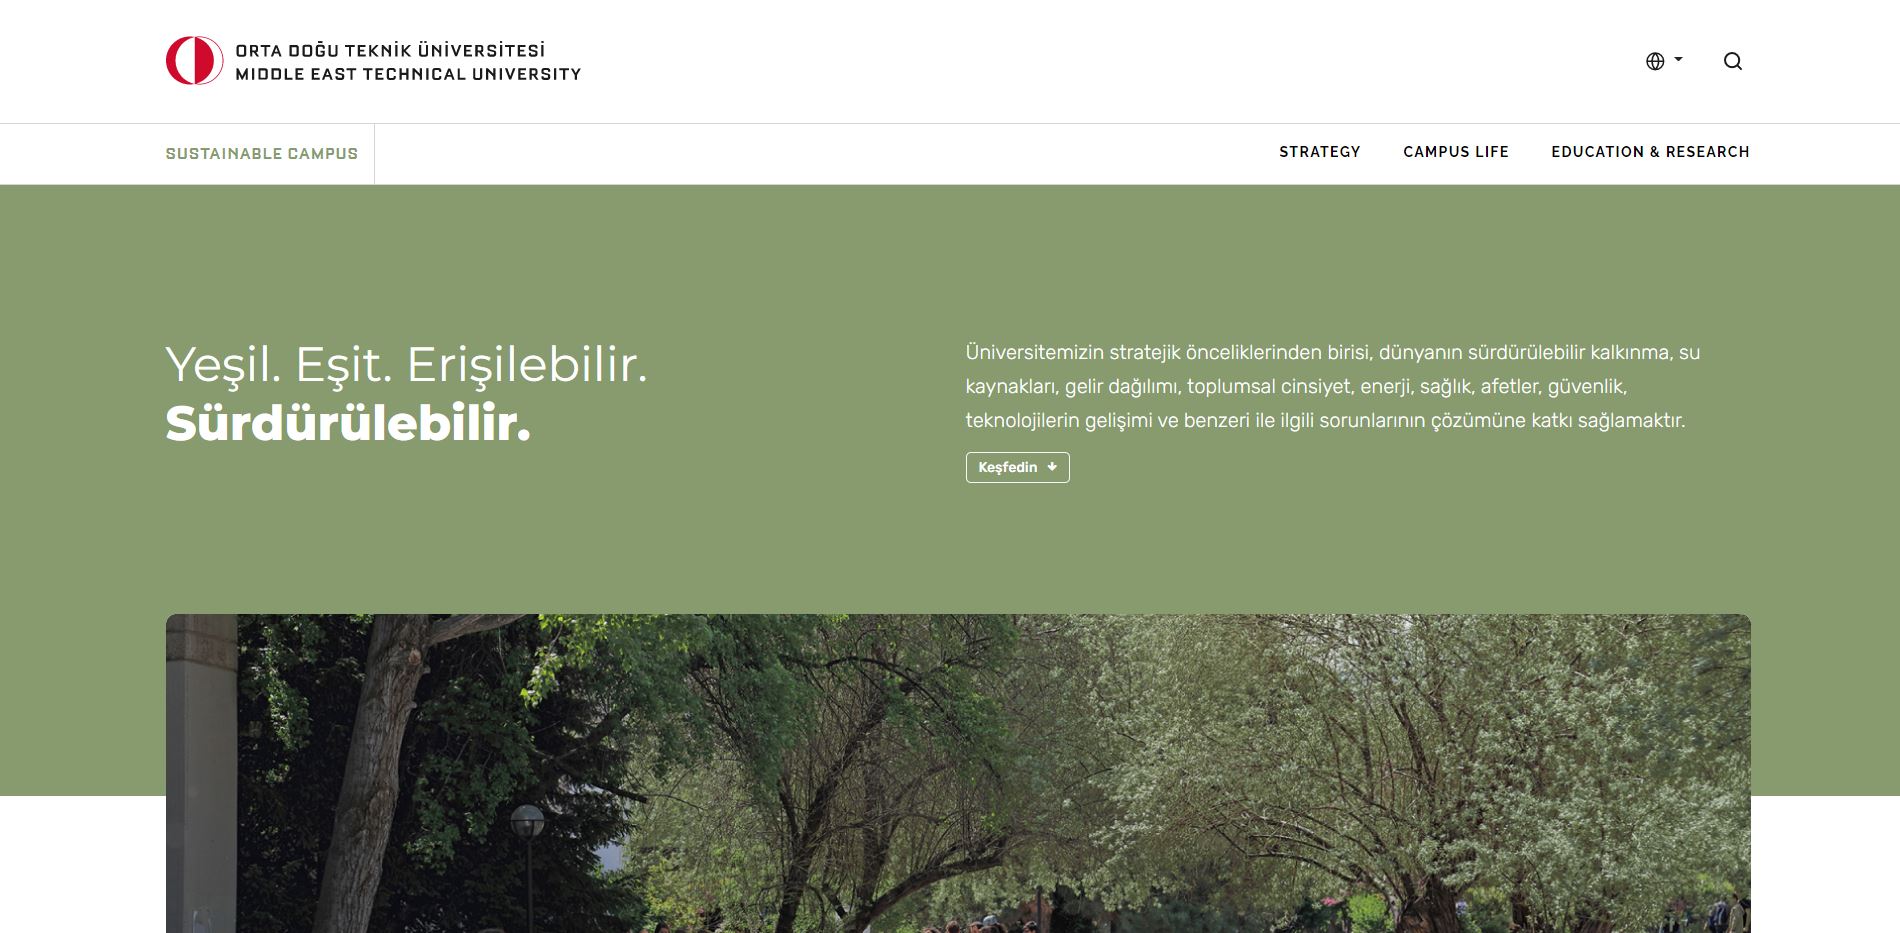 ORTA DOĞU TEKNİK ÜNİVERSİTESİ
MIDDLE EAST TECHNICAL UNIVERSITY
SUSTAINABLE CAMPUS
STRATEGY
CAMPUS LIFE
EDUCATION & RESEARCH
Yeşil. Eşit. Erişilebilir.
Sürdürülebilir.
Üniversitemizin stratejik önceliklerinden birisi, dünyanın sürdürülebilir kalkınma, su
kaynakları, gelir dağılımı, toplumsal cinsiyet, enerji, sağlık, afetler, güvenlik,
teknolojilerin gelişimi ve benzeri ile ilgili sorunlarının çözümüne katkı sağlamaktır.
Keşfedin